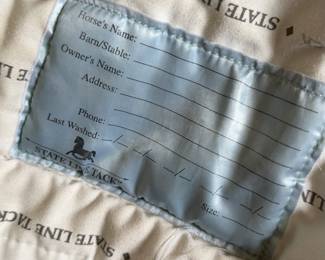 STATE LINE TACK
Horse's Name:
Barn/Stable:
Owner's Name:
Address:
Phone:
Last Washed: _/_/_ _/_/_ _/_/_
Size:
STATE LINE TACK
STATE LINE TACK
STATE LINE